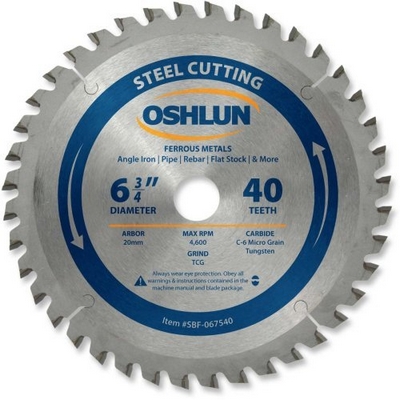 STEEL CUTTING
OSHLUN
FERROUS METALS
Angle Iron | Pipe | Rebar | Flat Stock | & More
6 3/4" 40
DIAMETER TEETH
ARBOR MAX RPM CARBIDE
20mm 4,600 C-6 Micro Grain
Tungsten
GRIND
TCG
Always wear eye protection. Obey all
warnings & instructions contained in the
machine manual and blade package.
Item #SBF-067540